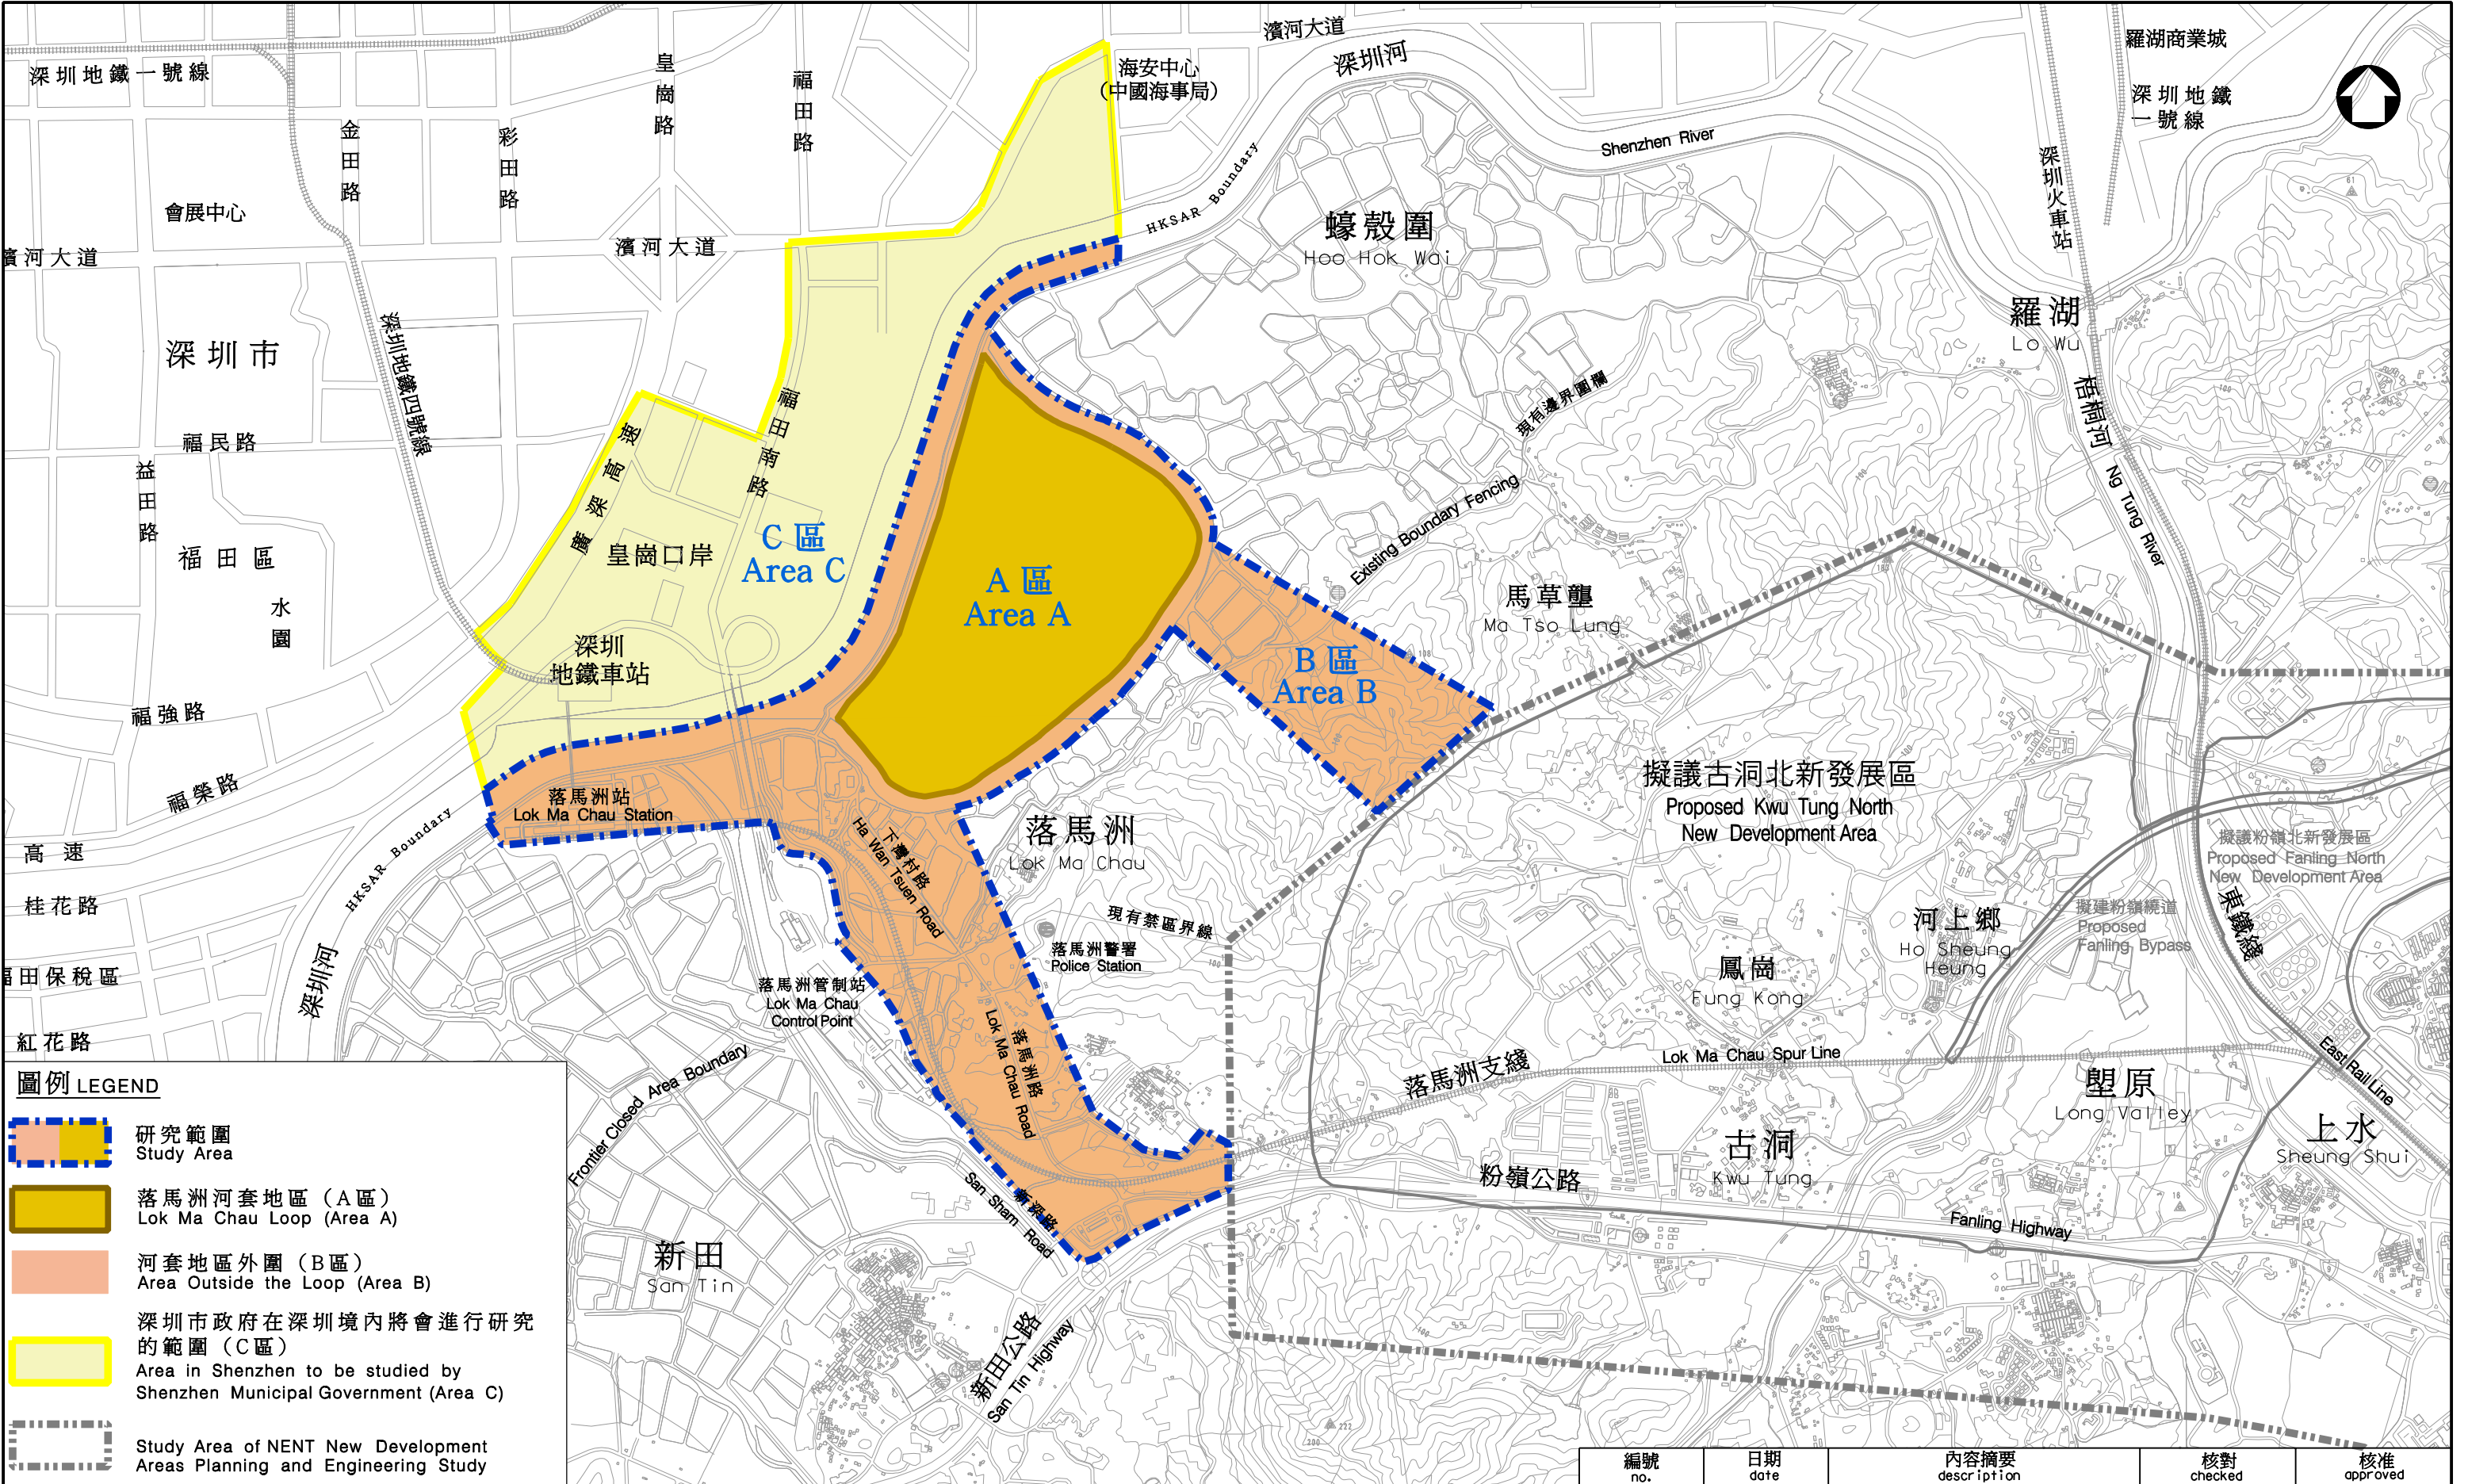 濱河大道
深圳河
羅湖商業城
深圳地鐵一號線
皇崗路
福田路
海安中心
(中國海事局)
深圳地鐵
一號線
金田路
彩田路
Shenzhen River
深圳火車站
HKSAR Boundary
會展中心
濱河大道
濱河大道
蠔殼圍
Hoo Hok Wai
61
羅湖
Lo Wu
深圳市
深圳地鐵四號線
梧桐河
Ng Tung River
現有邊界圍欄
Existing Boundary Fencing
福民路
益田路
廣深高速
福田南路
福田區
水圍
皇崗口岸
C 區
Area C
A 區
Area A
馬草壟
Ma Tso Lung
深圳
地鐵車站
B 區
Area B
108
福強路
福榮路
落馬洲站
Lok Ma Chau Station
擬議古洞北新發展區
Proposed Kwu Tung North
New Development Area
落馬洲
Lok Ma Chau
下灣村路
Ha Wan Tsuen Road
擬議粉嶺北新發展區
Proposed Fanling North
New Development Area
高速
HKSAR Boundary
桂花路
現有禁區界線
落馬洲警署
Police Station
河上鄉
Ho Sheung
Heung
擬建粉嶺繞道
Proposed
Fanling Bypass
東鐵綫
福田保稅區
深圳河
落馬洲管制站
Lok Ma Chau
Control Point
鳳崗
Fung Kong
紅花路
落馬洲路
Lok Ma Chau Road
Frontier Closed Area Boundary
落馬洲支綫
Lok Ma Chau Spur Line
East Rail Line
塱原
Long Valley
上水
Sheung Shui
古洞
Kwu Tung
粉嶺公路
Fanling Highway
新深路
San Sham Road
新田
San Tin
新田公路
San Tin Highway
222
200
圖例 LEGEND
研究範圍
Study Area
落馬洲河套地區 (A區)
Lok Ma Chau Loop (Area A)
河套地區外圍 (B區)
Area Outside the Loop (Area B)
深圳市政府在深圳境內將會進行研究
的範圍 (C區)
Area in Shenzhen to be studied by
Shenzhen Municipal Government (Area C)
Study Area of NENT New Development
Areas Planning and Engineering Study
編號
no.
日期
date
內容摘要
description
核對
checked
核准
approved